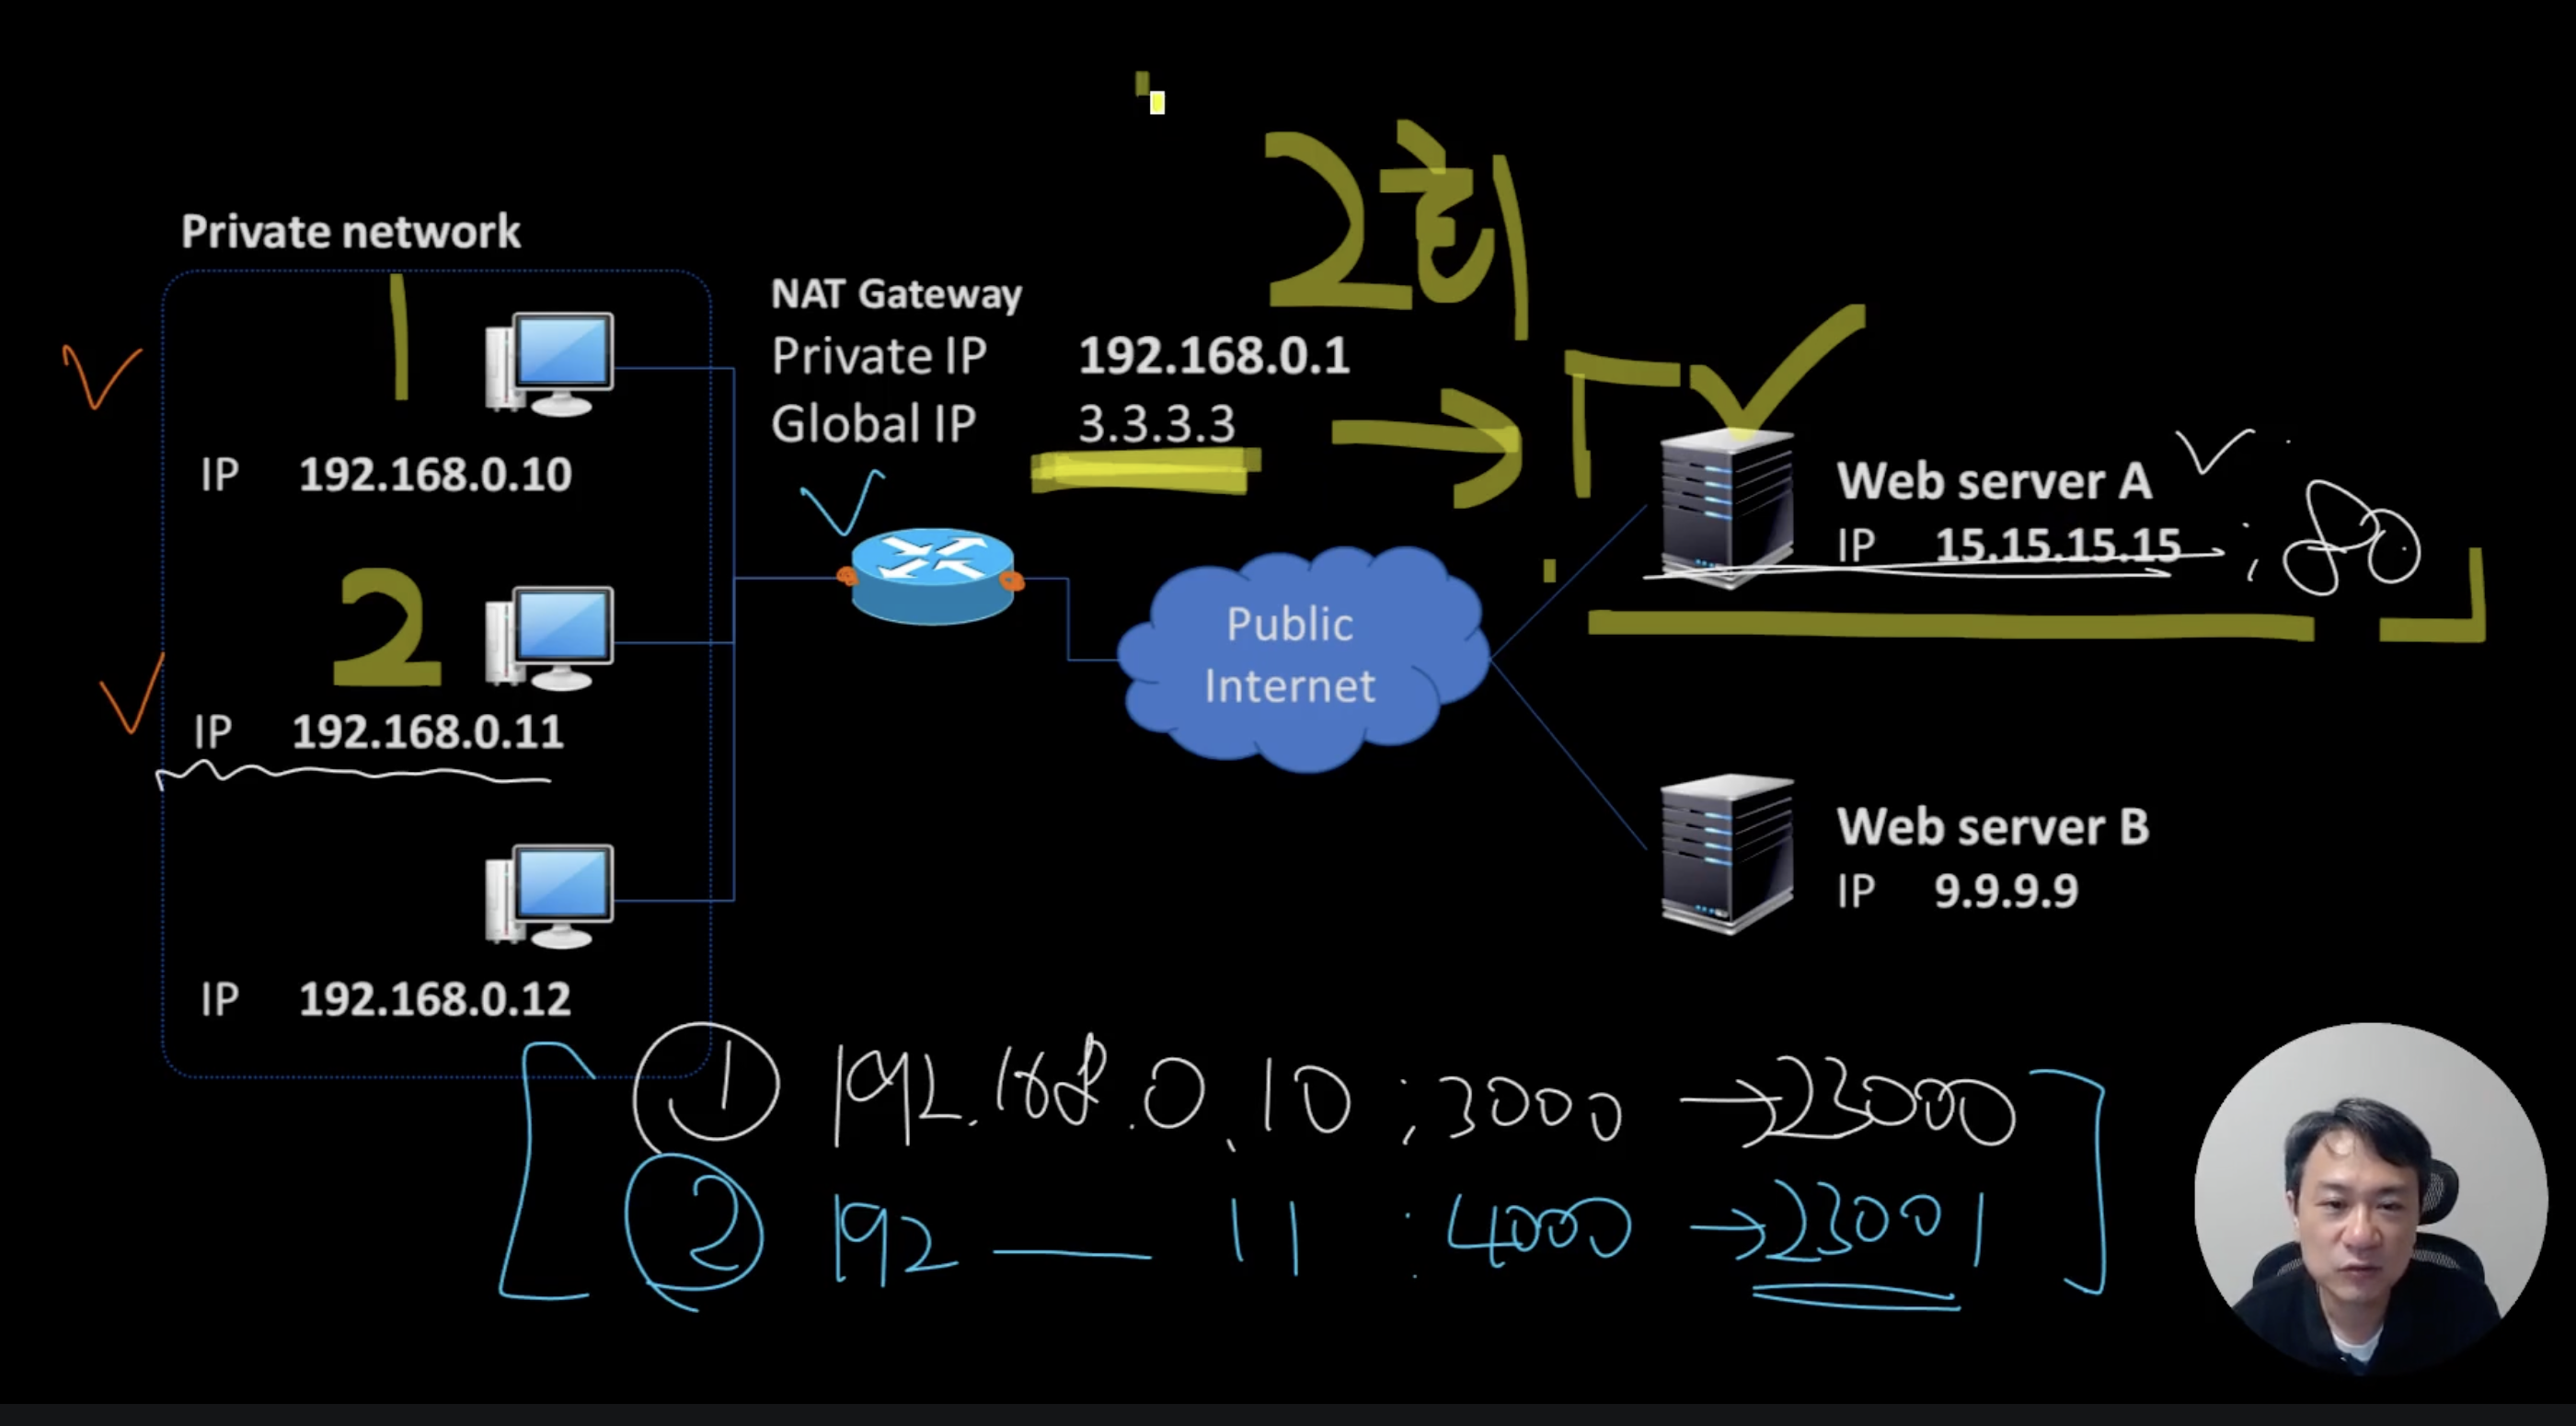 2회
Private network
1
IP 192.168.0.10
2
IP 192.168.0.11
IP 192.168.0.12
NAT Gateway
Private IP 192.168.0.1
Global IP 3.3.3.3
Public
Internet
Web server A
IP 15.15.15.15 :80
Web server B
IP 9.9.9.9
① 192.168.0.10 :3000 → 23000
② 192 — 11 :4000 → 23001